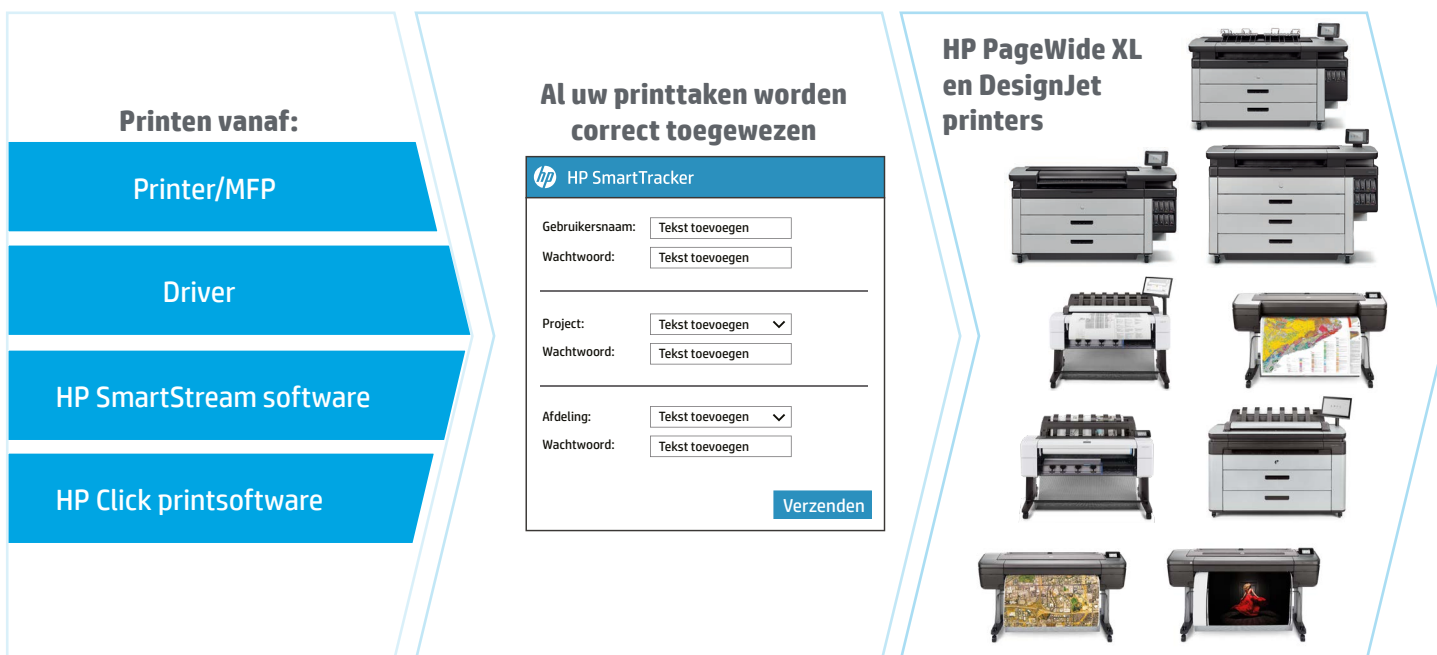 Printen vanaf:
Printer/MFP
Driver
HP SmartStream software
HP Click printsoftware
Al uw printtaken worden
correct toegewezen
hp HP SmartTracker
Gebruikersnaam: Tekst toevoegen
Wachtwoord: Tekst toevoegen
Project: Tekst toevoegen
Wachtwoord: Tekst toevoegen
Afdeling: Tekst toevoegen
Wachtwoord: Tekst toevoegen
Verzenden
HP PageWide XL
en DesignJet
printers